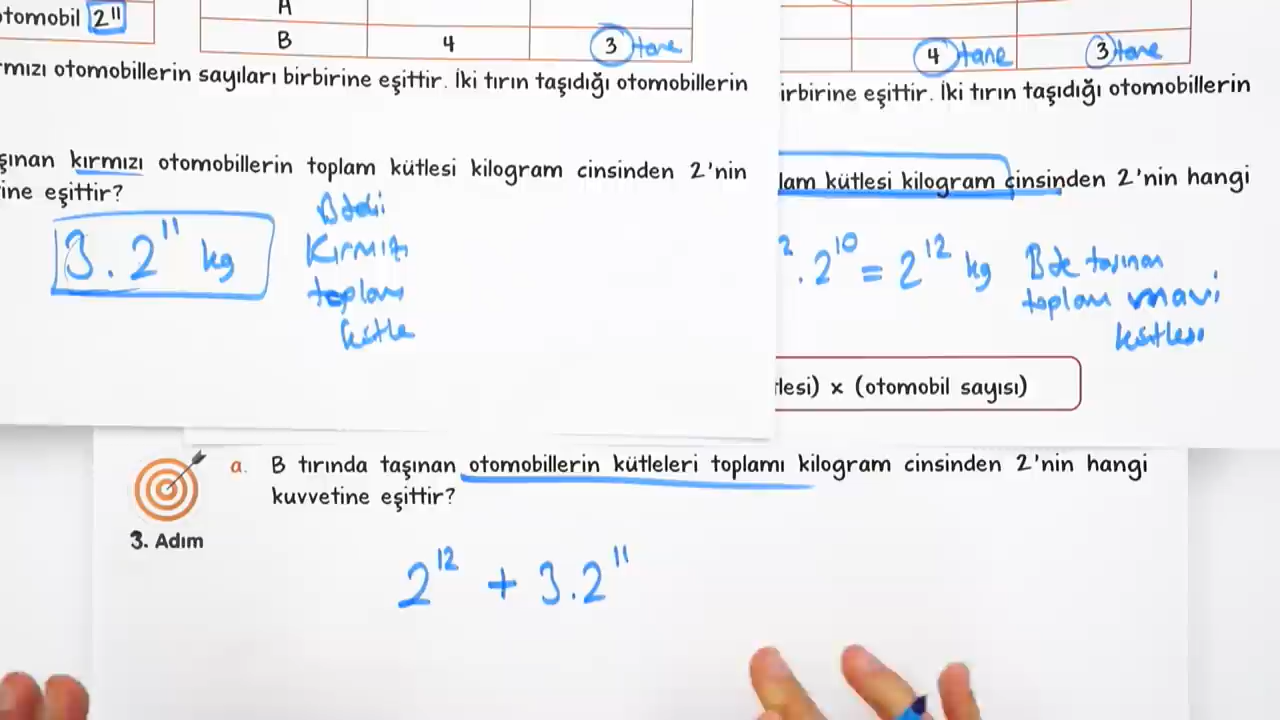 otomobil 2¹¹
A
B 4 3 tane
rmızı otomobillerin sayıları birbirine eşittir. İki tırın taşıdığı otomobillerin
şınan kırmızı otomobillerin toplam kütlesi kilogram cinsinden 2'nin
ine eşittir?
3.2¹¹ kg
B deki
Kırmızı
toplam
kütle
4 tane 3 tane
irbirine eşittir. İki tırın taşıdığı otomobillerin
lam kütlesi kilogram cinsinden 2'nin hangi
².2¹⁰ = 2¹² kg
B de taşınan
toplam mavi
kütlesi
tlesi) x (otomobil sayısı)
3. Adım
a. B tırında taşınan otomobillerin kütleleri toplamı kilogram cinsinden 2'nin hangi
kuvvetine eşittir?
2¹² + 3.2¹¹